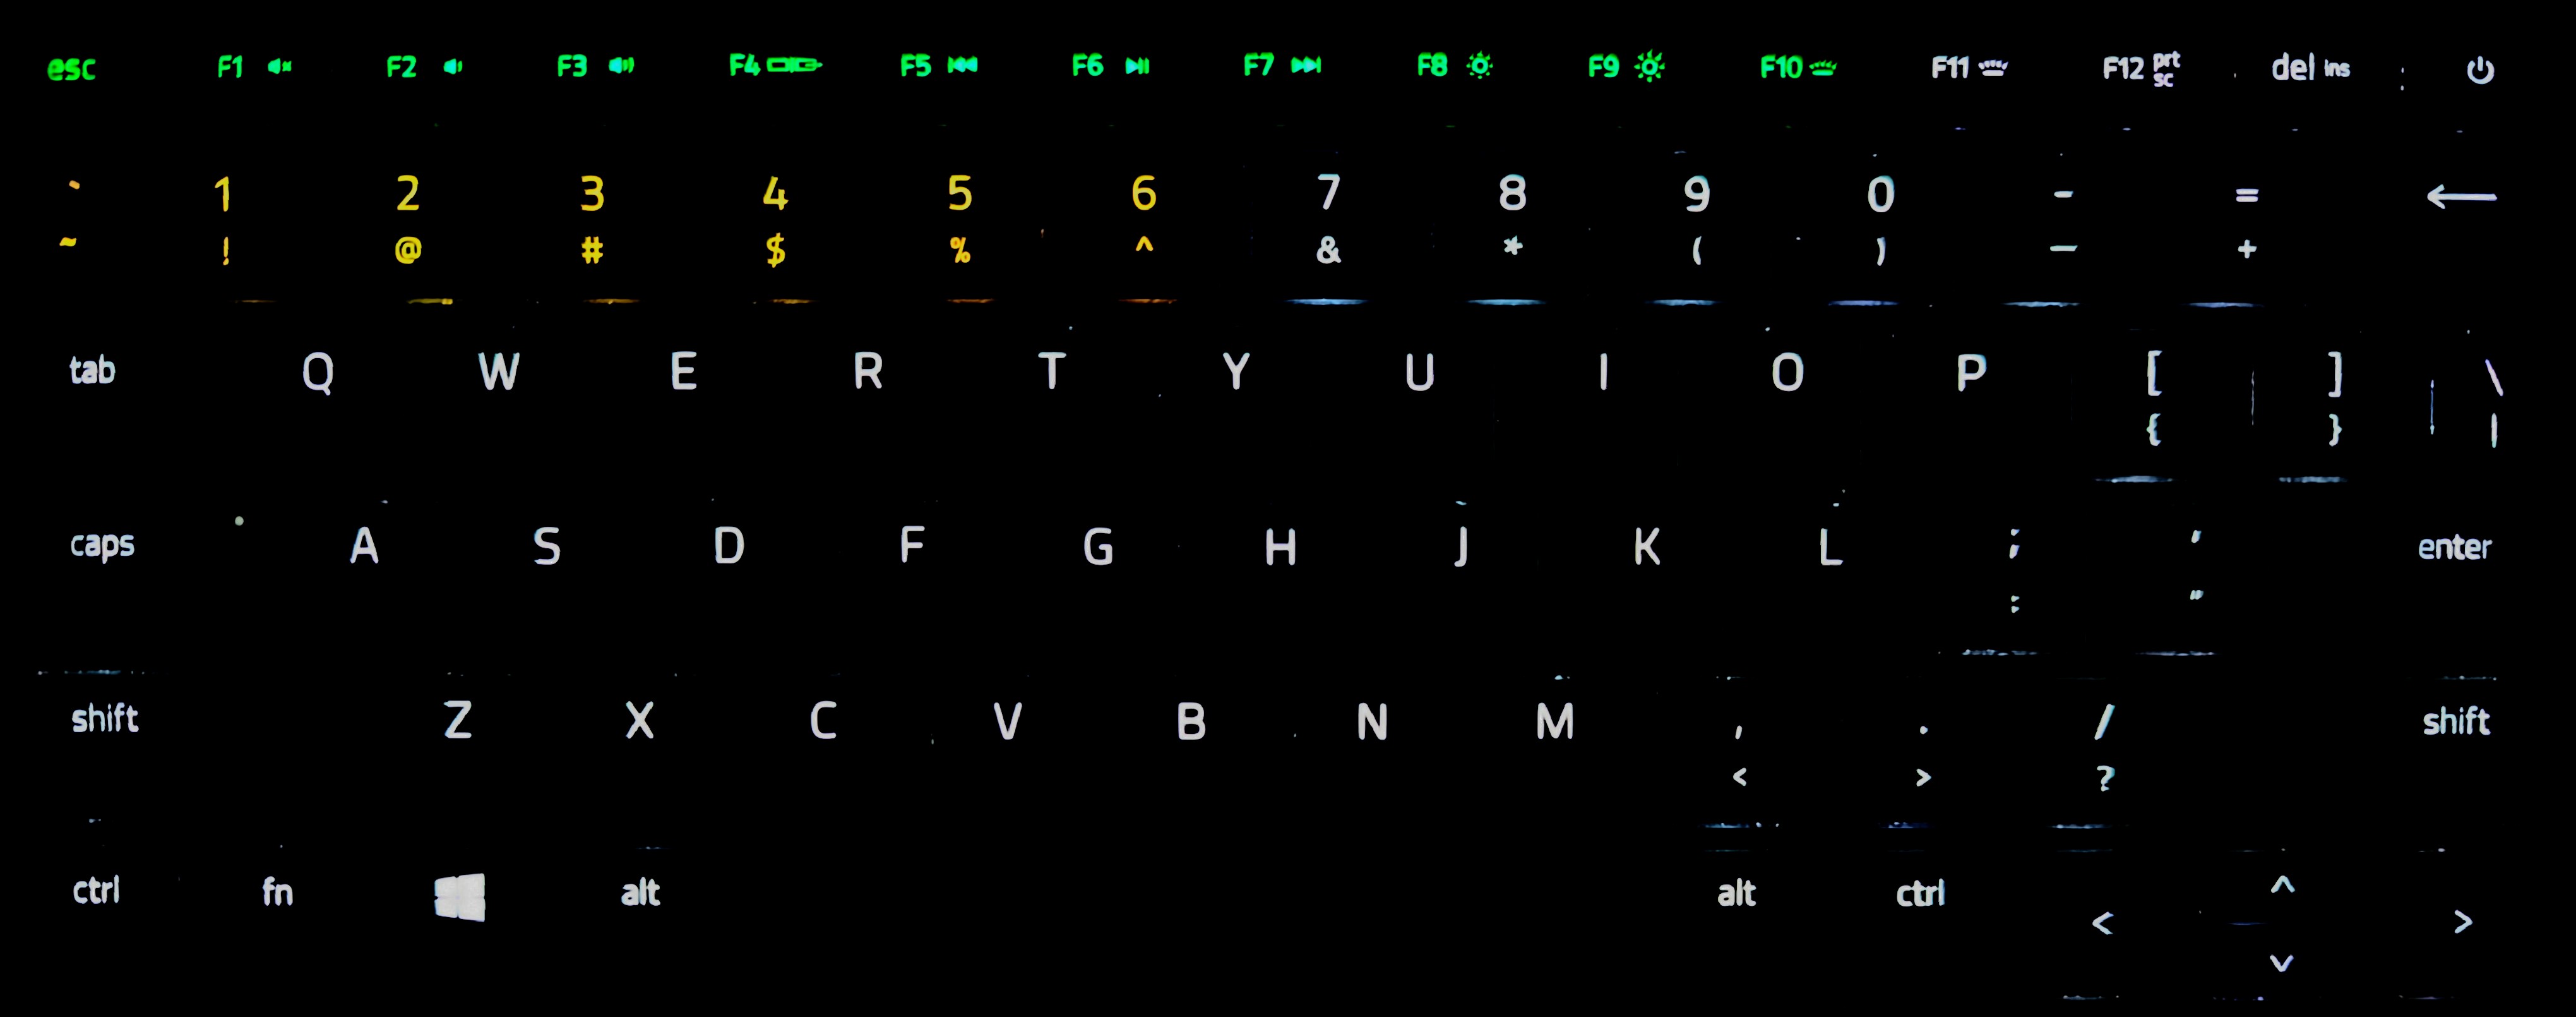 esc F1 F2 F3 F4 F5 F6 F7 F8 F9 F10 F11 F12 prt sc del ins
` 1 2 3 4 5 6 7 8 9 0 - = ←
~ ! @ # $ % ^ & * ( ) _ +
tab Q W E R T Y U I O P [ ] \
{ } |
caps A S D F G H J K L ; ' enter
: "
shift Z X C V B N M , . / shift
< > ?
ctrl fn alt alt ctrl < ^ >
v